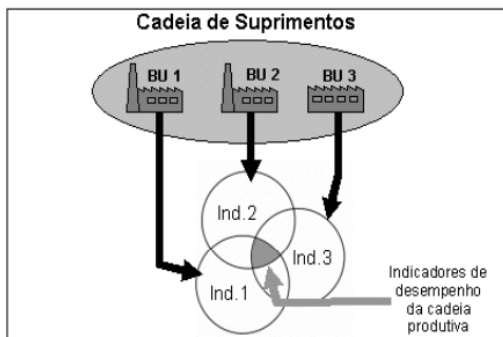 Cadeia de Suprimentos
BU 1
BU 2
BU 3
Ind.2
Ind.3
Ind.1
Indicadores de
desempenho
da cadeia
produtiva